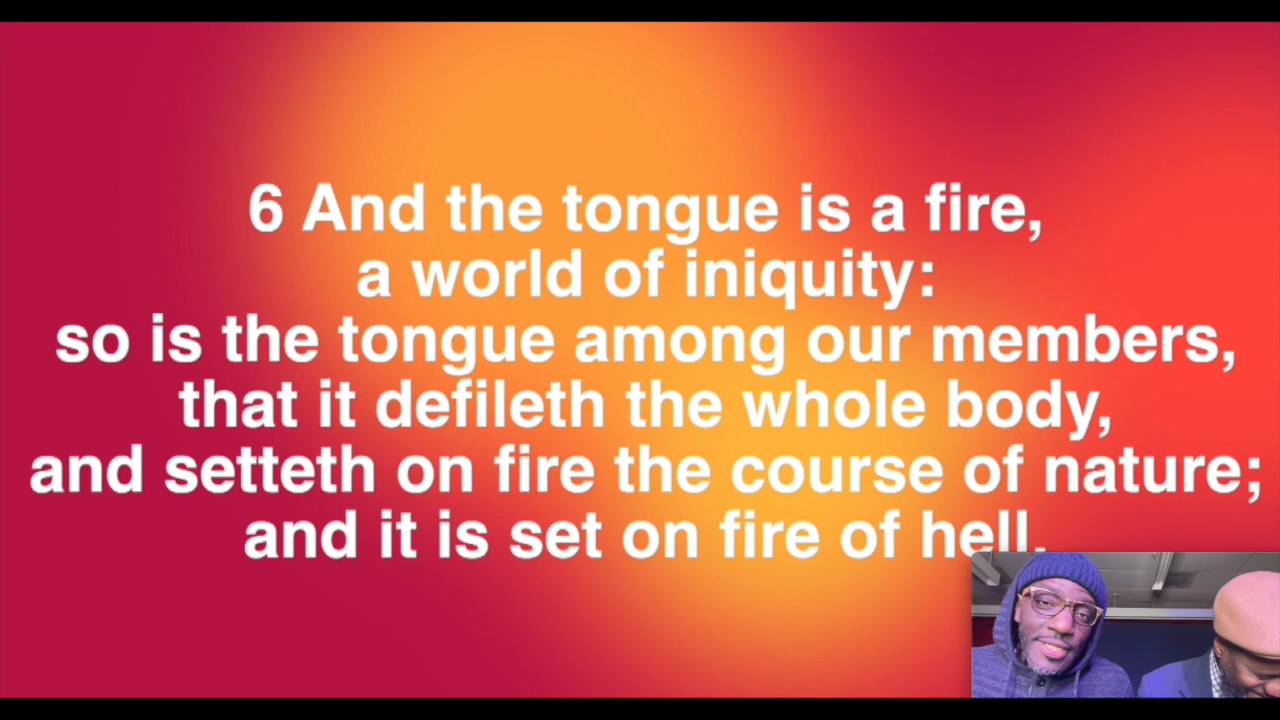 6 And the tongue is a fire,
a world of iniquity:
so is the tongue among our members,
that it defileth the whole body,
and setteth on fire the course of nature;
and it is set on fire of hell.